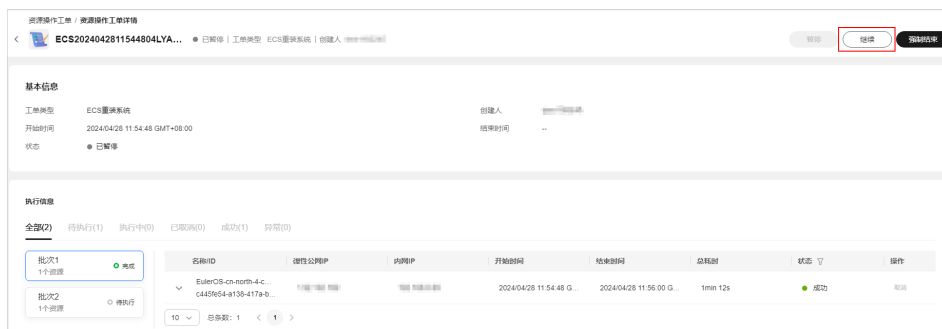 资源操作工单 / 资源操作工单详情
ECS2024042811544804LYA... 已暂停 | 工单类型 ECS重装系统 | 创建人
暂停 继续 强制结束
基本信息
工单类型 ECS重装系统 创建人
开始时间 2024/04/28 11:54:48 GMT+08:00 结束时间 --
状态 已暂停
执行信息
全部(2) 待执行(1) 执行中(0) 已取消(0) 成功(1) 异常(0)
批次1
1个资源 完成
批次2
1个资源 待执行
名称/ID 弹性公网IP 内网IP 开始时间 结束时间 总耗时 状态 操作
EulerOS-cn-north-4-c...
c445fe54-a138-417a-b... 2024/04/28 11:54:48 G... 2024/04/28 11:56:00 G... 1min 12s 成功 取消
10 总条数: 1 < 1 >